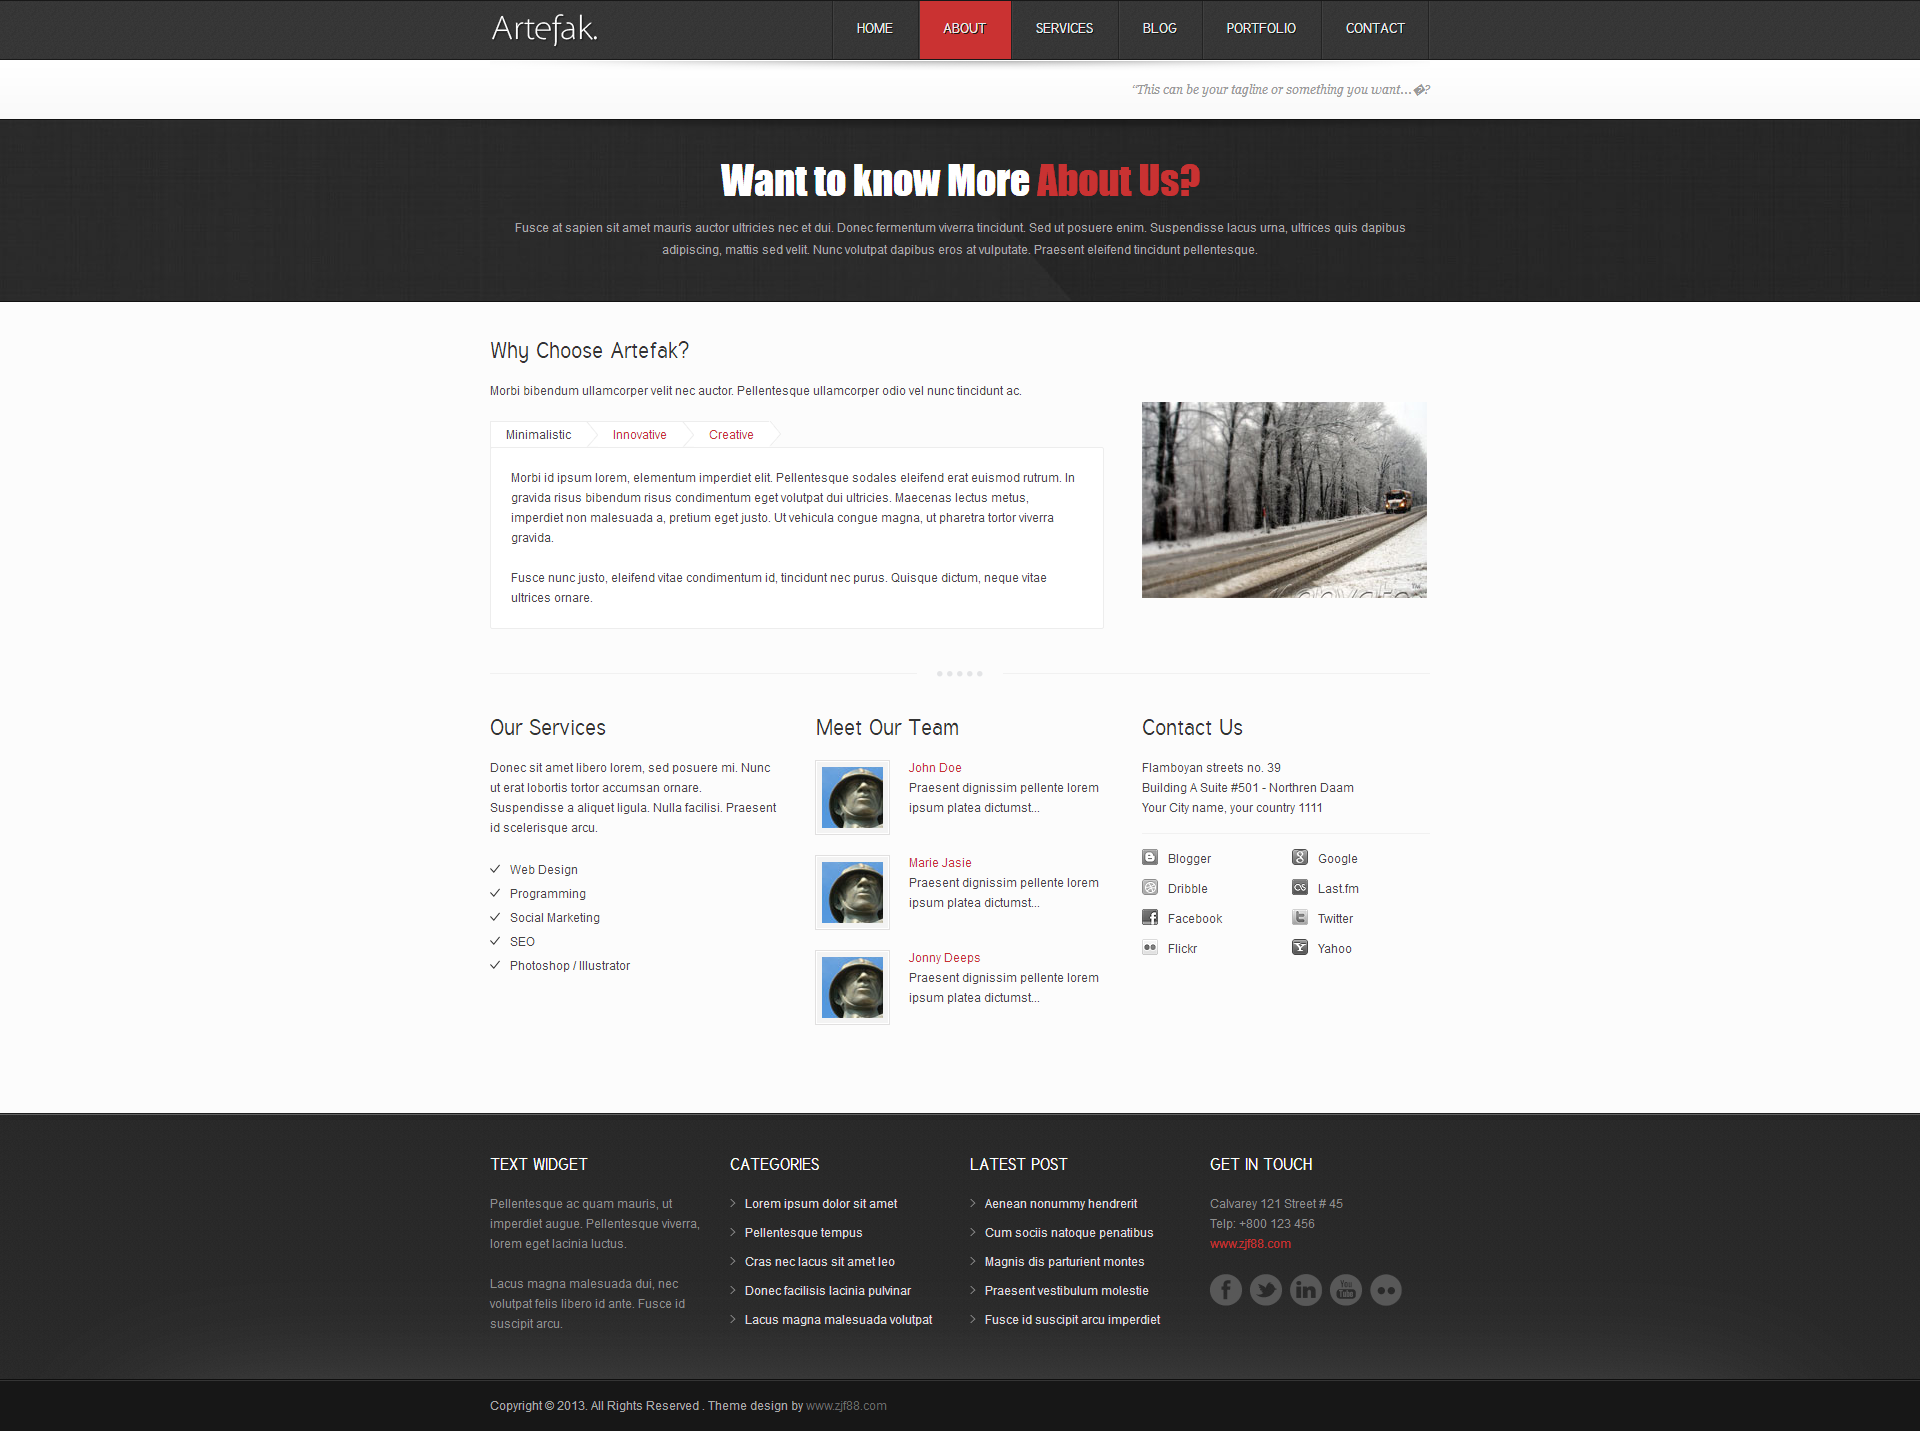 Artefak.
HOME
ABOUT
SERVICES
BLOG
PORTFOLIO
CONTACT
“This can be your tagline or something you want...�?
Want to know More About Us?
Fusce at sapien sit amet mauris auctor ultricies nec et dui. Donec fermentum viverra tincidunt. Sed ut posuere enim. Suspendisse lacus urna, ultrices quis dapibus
adipiscing, mattis sed velit. Nunc volutpat dapibus eros at vulputate. Praesent eleifend tincidunt pellentesque.
Why Choose Artefak?
Morbi bibendum ullamcorper velit nec auctor. Pellentesque ullamcorper odio vel nunc tincidunt ac.
Minimalistic
Innovative
Creative
Morbi id ipsum lorem, elementum imperdiet elit. Pellentesque sodales eleifend erat euismod rutrum. In
gravida risus bibendum risus condimentum eget volutpat dui ultricies. Maecenas lectus metus,
imperdiet non malesuada a, pretium eget justo. Ut vehicula congue magna, ut pharetra tortor viverra
gravida.
Fusce nunc justo, eleifend vitae condimentum id, tincidunt nec purus. Quisque dictum, neque vitae
ultrices ornare.
Our Services
Donec sit amet libero lorem, sed posuere mi. Nunc
ut erat lobortis tortor accumsan ornare.
Suspendisse a aliquet ligula. Nulla facilisi. Praesent
id scelerisque arcu.
Web Design
Programming
Social Marketing
SEO
Photoshop / Illustrator
Meet Our Team
John Doe
Praesent dignissim pellente lorem
ipsum platea dictumst...
Marie Jasie
Praesent dignissim pellente lorem
ipsum platea dictumst...
Jonny Deeps
Praesent dignissim pellente lorem
ipsum platea dictumst...
Contact Us
Flamboyan streets no. 39
Building A Suite #501 - Northren Daam
Your City name, your country 1111
Blogger
Google
Dribble
Last.fm
Facebook
Twitter
Flickr
Yahoo
TEXT WIDGET
Pellentesque ac quam mauris, ut
imperdiet augue. Pellentesque viverra,
lorem eget lacinia luctus.
Lacus magna malesuada dui, nec
volutpat felis libero id ante. Fusce id
suscipit arcu.
CATEGORIES
Lorem ipsum dolor sit amet
Pellentesque tempus
Cras nec lacus sit amet leo
Donec facilisis lacinia pulvinar
Lacus magna malesuada volutpat
LATEST POST
Aenean nonummy hendrerit
Cum sociis natoque penatibus
Magnis dis parturient montes
Praesent vestibulum molestie
Fusce id suscipit arcu imperdiet
GET IN TOUCH
Calvarey 121 Street # 45
Telp: +800 123 456
www.zjf88.com
You
Tube
Copyright © 2013. All Rights Reserved . Theme design by www.zjf88.com